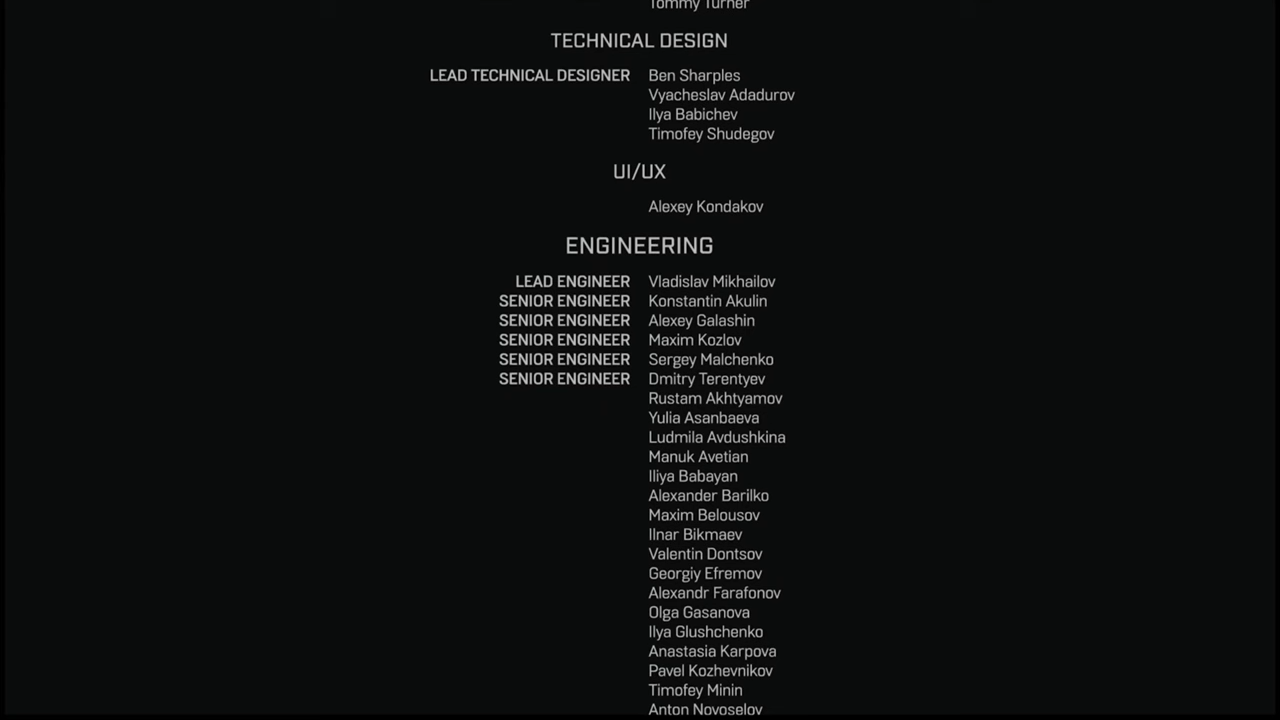 Tommy Turner
TECHNICAL DESIGN
LEAD TECHNICAL DESIGNER Ben Sharples
Vyacheslav Adadurov
Ilya Babichev
Timofey Shudegov
UI/UX
Alexey Kondakov
ENGINEERING
LEAD ENGINEER Vladislav Mikhailov
SENIOR ENGINEER Konstantin Akulin
SENIOR ENGINEER Alexey Galashin
SENIOR ENGINEER Maxim Kozlov
SENIOR ENGINEER Sergey Malchenko
SENIOR ENGINEER Dmitry Terentyev
Rustam Akhtyamov
Yulia Asanbaeva
Ludmila Avdushkina
Manuk Avetian
Iliya Babayan
Alexander Barilko
Maxim Belousov
Ilnar Bikmaev
Valentin Dontsov
Georgiy Efremov
Alexandr Farafonov
Olga Gasanova
Ilya Glushchenko
Anastasia Karpova
Pavel Kozhevnikov
Timofey Minin
Anton Novoselov